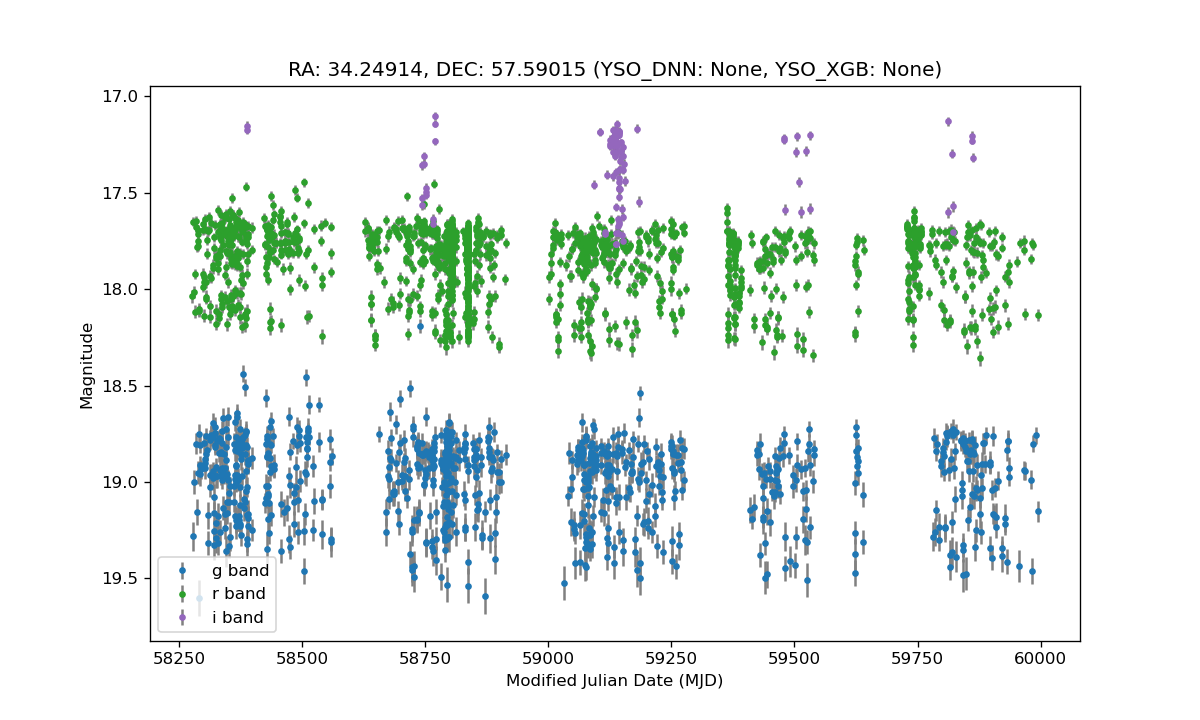 RA: 34.24914, DEC: 57.59015 (YSO_DNN: None, YSO_XGB: None)
17.0
17.5
18.0
18.5
19.0
19.5
Magnitude
g band
r band
i band
58250
58500
58750
59000
59250
59500
59750
60000
Modified Julian Date (MJD)